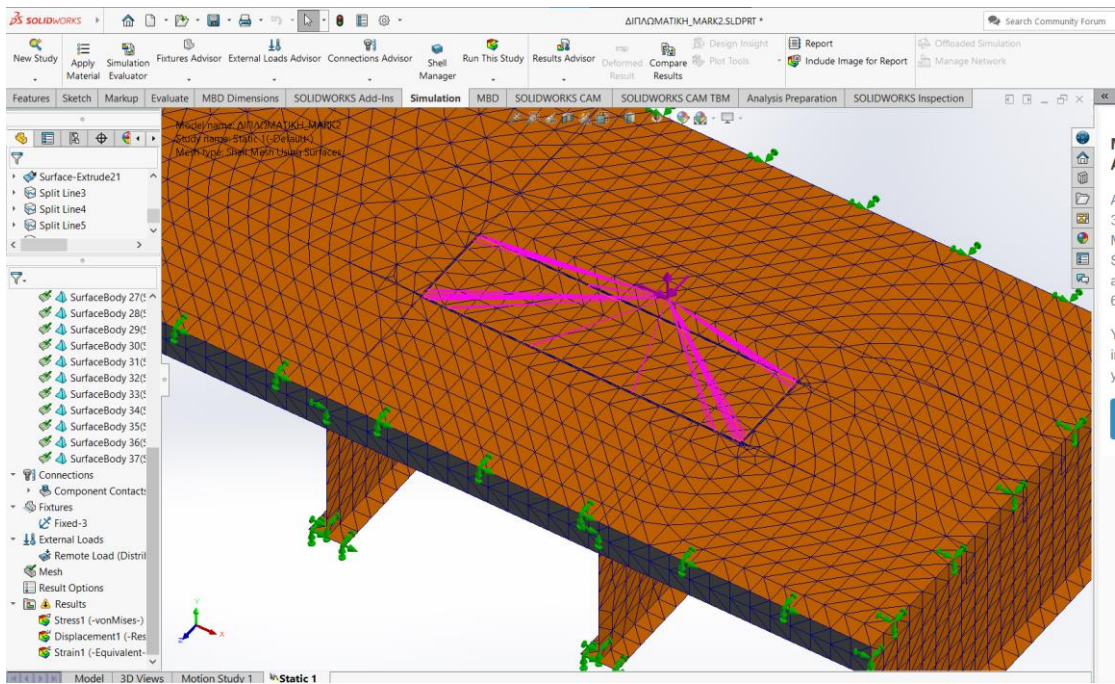 SOLIDWORKS
ΔΙΠΛΩΜΑΤΙΚΗ_MARK2.SLDPRT *
Search Community Forum
New Study
Apply Material
Simulation Evaluator
Fixtures Advisor
External Loads Advisor
Connections Advisor
Shell Manager
Run This Study
Results Advisor
Deformed Result
Compare Results
Design Insight
Plot Tools
Report
Include Image for Report
Offloaded Simulation
Manage Network
Features
Sketch
Markup
Evaluate
MBD Dimensions
SOLIDWORKS Add-Ins
Simulation
MBD
SOLIDWORKS CAM
SOLIDWORKS CAM TBM
Analysis Preparation
SOLIDWORKS Inspection
Model name: ΔΙΠΛΩΜΑΤΙΚΗ_MARK2
Study name: Static 1(-Default-)
Mesh type: Shell Mesh Using Surfaces
Surface-Extrude21
Split Line3
Split Line4
Split Line5
SurfaceBody 27(S
SurfaceBody 28(S
SurfaceBody 29(S
SurfaceBody 30(S
SurfaceBody 31(S
SurfaceBody 32(S
SurfaceBody 33(S
SurfaceBody 34(S
SurfaceBody 35(S
SurfaceBody 36(S
SurfaceBody 37(S
Connections
Component Contacts
Fixtures
Fixed-3
External Loads
Remote Load (Distril
Mesh
Result Options
Results
Stress1 (-vonMises-)
Displacement1 (-Res
Strain1 (-Equivalent-
Y
Z
X
Model
3D Views
Motion Study 1
Static 1